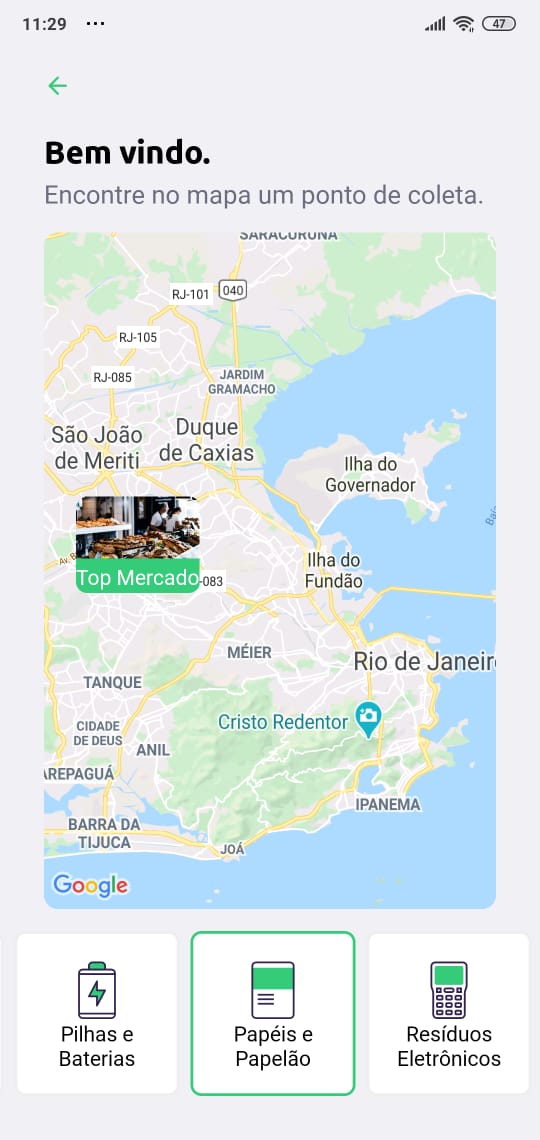 11:29 ...
47
Bem vindo.
Encontre no mapa um ponto de coleta.
SARACURUNA
RJ-101
040
RJ-105
RJ-085
JARDIM
GRAMACHO
São João
de Meriti
Duque
de Caxias
Ilha do
Governador
Baí
Av. B
Top Mercado
-083
Ilha do
Fundão
MÉIER
Rio de Janeir
TANQUE
Cristo Redentor
CIDADE
DE DEUS
ANIL
AREPAGUÁ
IPANEMA
BARRA DA
TIJUCA
JOÁ
Google
Pilhas e
Baterias
Papéis e
Papelão
Resíduos
Eletrônicos